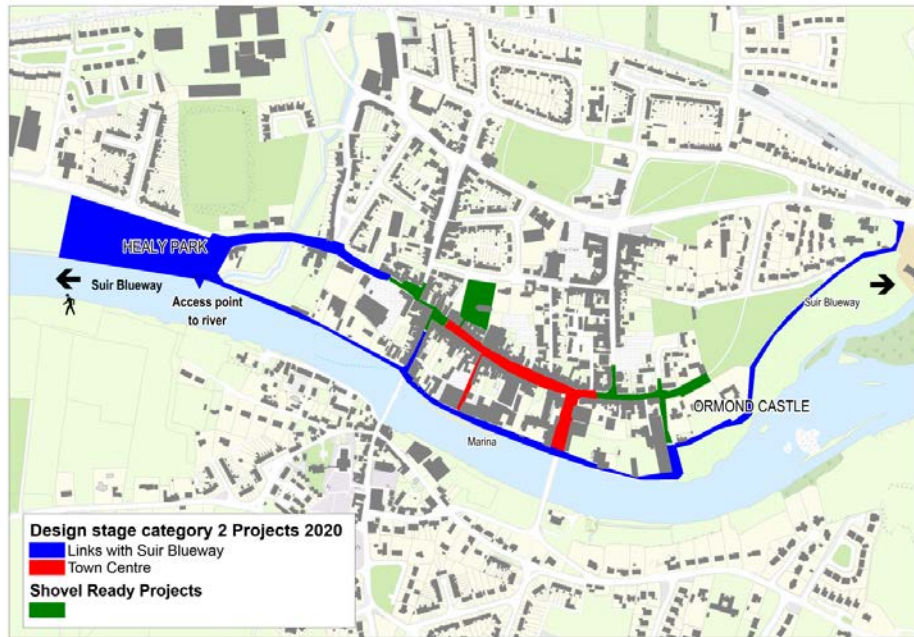 HEALY PARK
Suir Blueway
Access point
to river
Suir Blueway
ORMOND CASTLE
Marina
Design stage category 2 Projects 2020
Links with Suir Blueway
Town Centre
Shovel Ready Projects